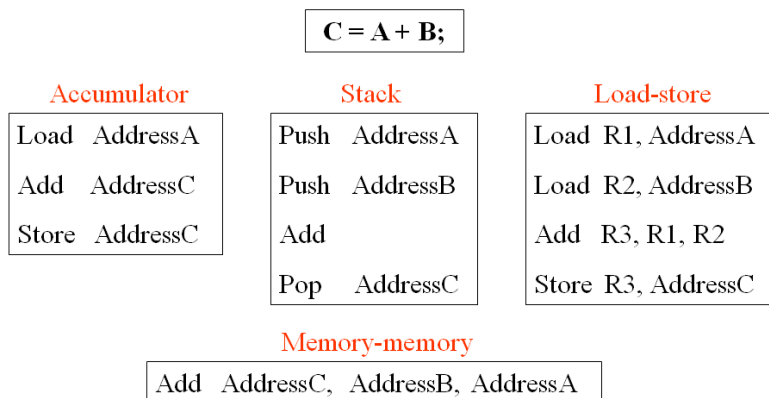 C = A + B;
Accumulator
Load AddressA
Add AddressC
Store AddressC
Stack
Push AddressA
Push AddressB
Add
Pop AddressC
Load-store
Load R1, AddressA
Load R2, AddressB
Add R3, R1, R2
Store R3, AddressC
Memory-memory
Add AddressC, AddressB, AddressA